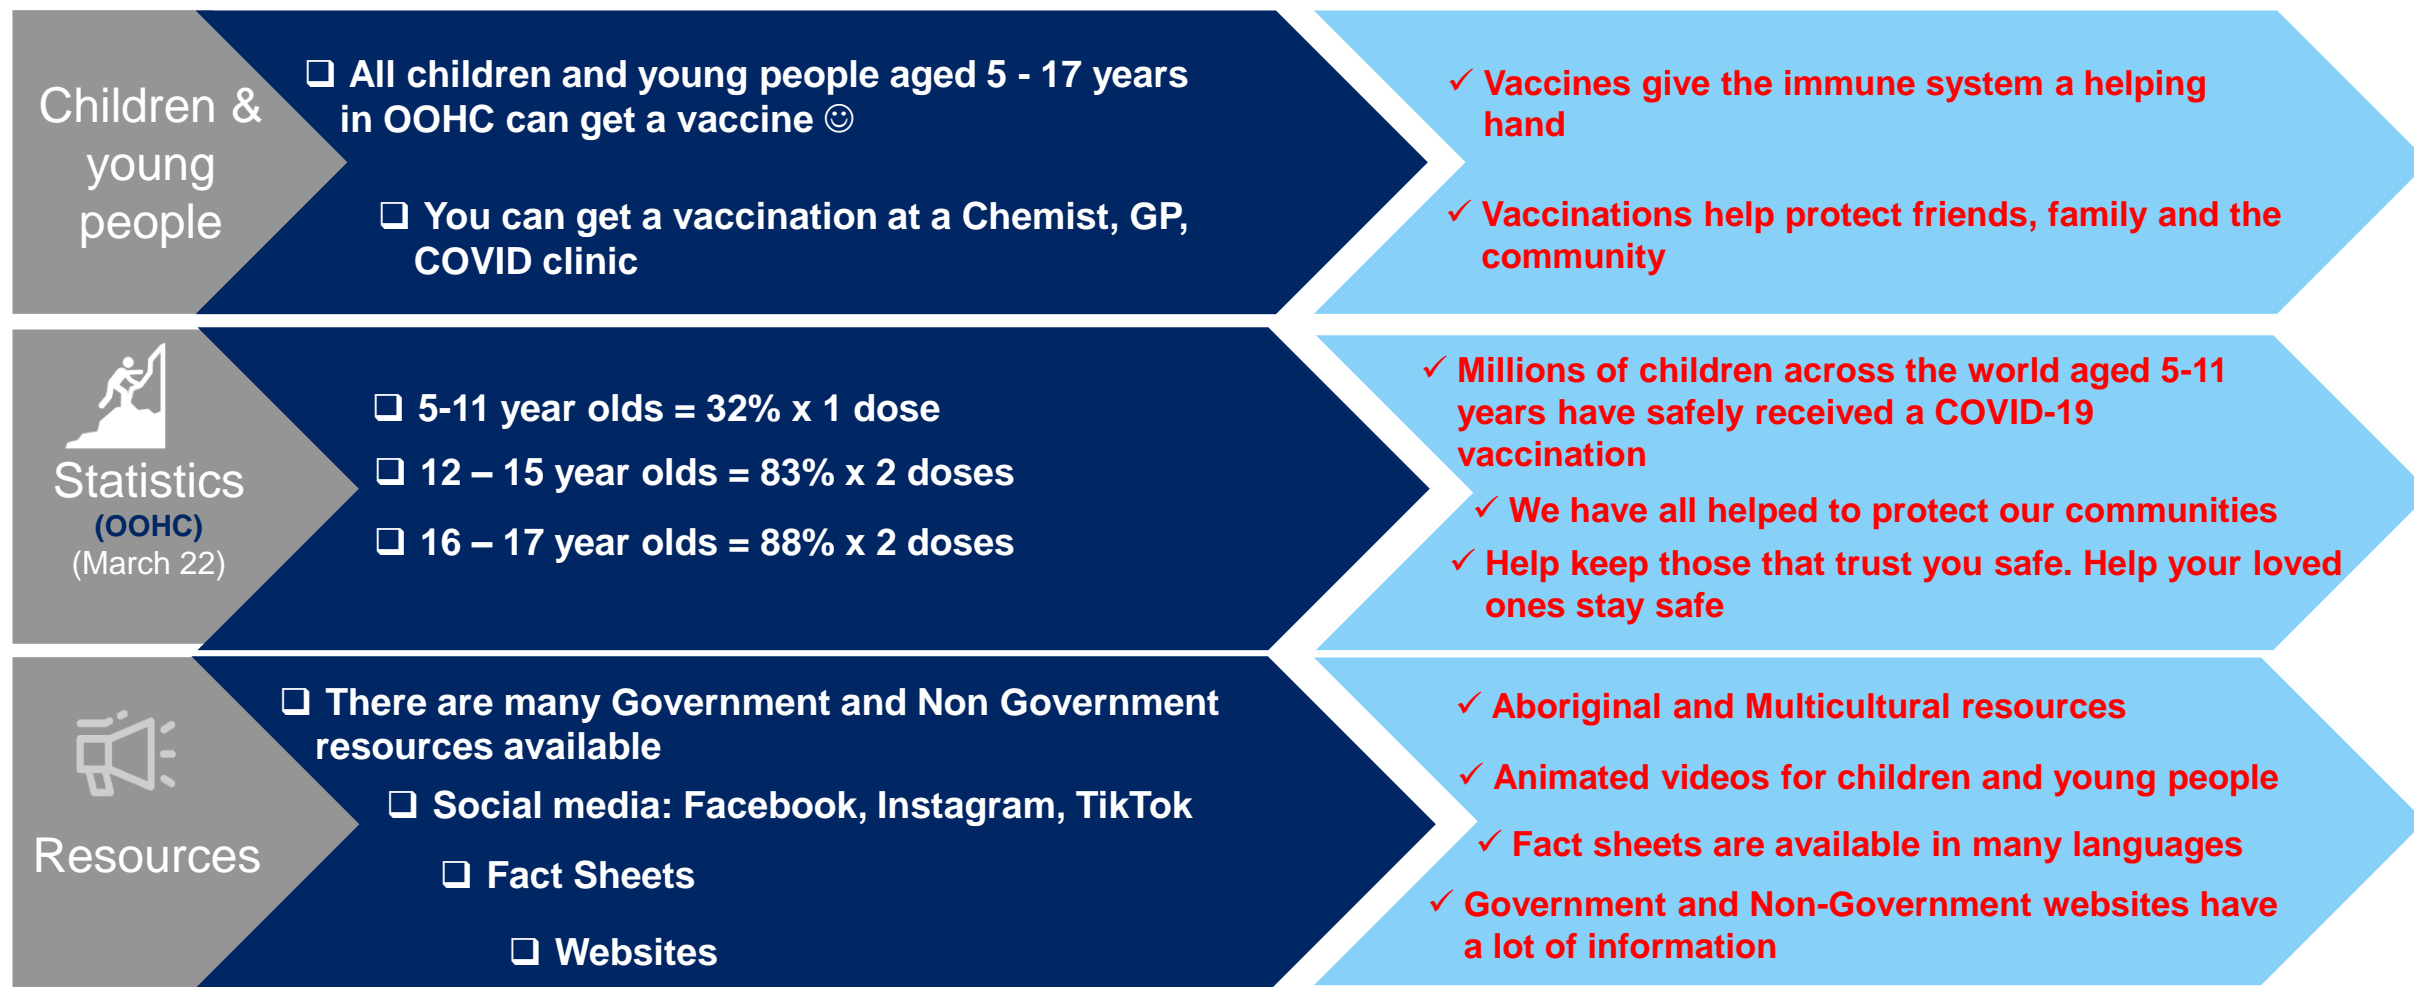 Children &
young
people
❑ All children and young people aged 5 - 17 years
in OOHC can get a vaccine ☺
❑ You can get a vaccination at a Chemist, GP,
COVID clinic
✓ Vaccines give the immune system a helping
hand
✓ Vaccinations help protect friends, family and the
community
Statistics
(OOHC)
(March 22)
❑ 5-11 year olds = 32% x 1 dose
❑ 12 – 15 year olds = 83% x 2 doses
❑ 16 – 17 year olds = 88% x 2 doses
✓ Millions of children across the world aged 5-11
years have safely received a COVID-19
vaccination
✓ We have all helped to protect our communities
✓ Help keep those that trust you safe. Help your loved
ones stay safe
Resources
❑ There are many Government and Non Government
resources available
❑ Social media: Facebook, Instagram, TikTok
❑ Fact Sheets
❑ Websites
✓ Aboriginal and Multicultural resources
✓ Animated videos for children and young people
✓ Fact sheets are available in many languages
✓ Government and Non-Government websites have
a lot of information